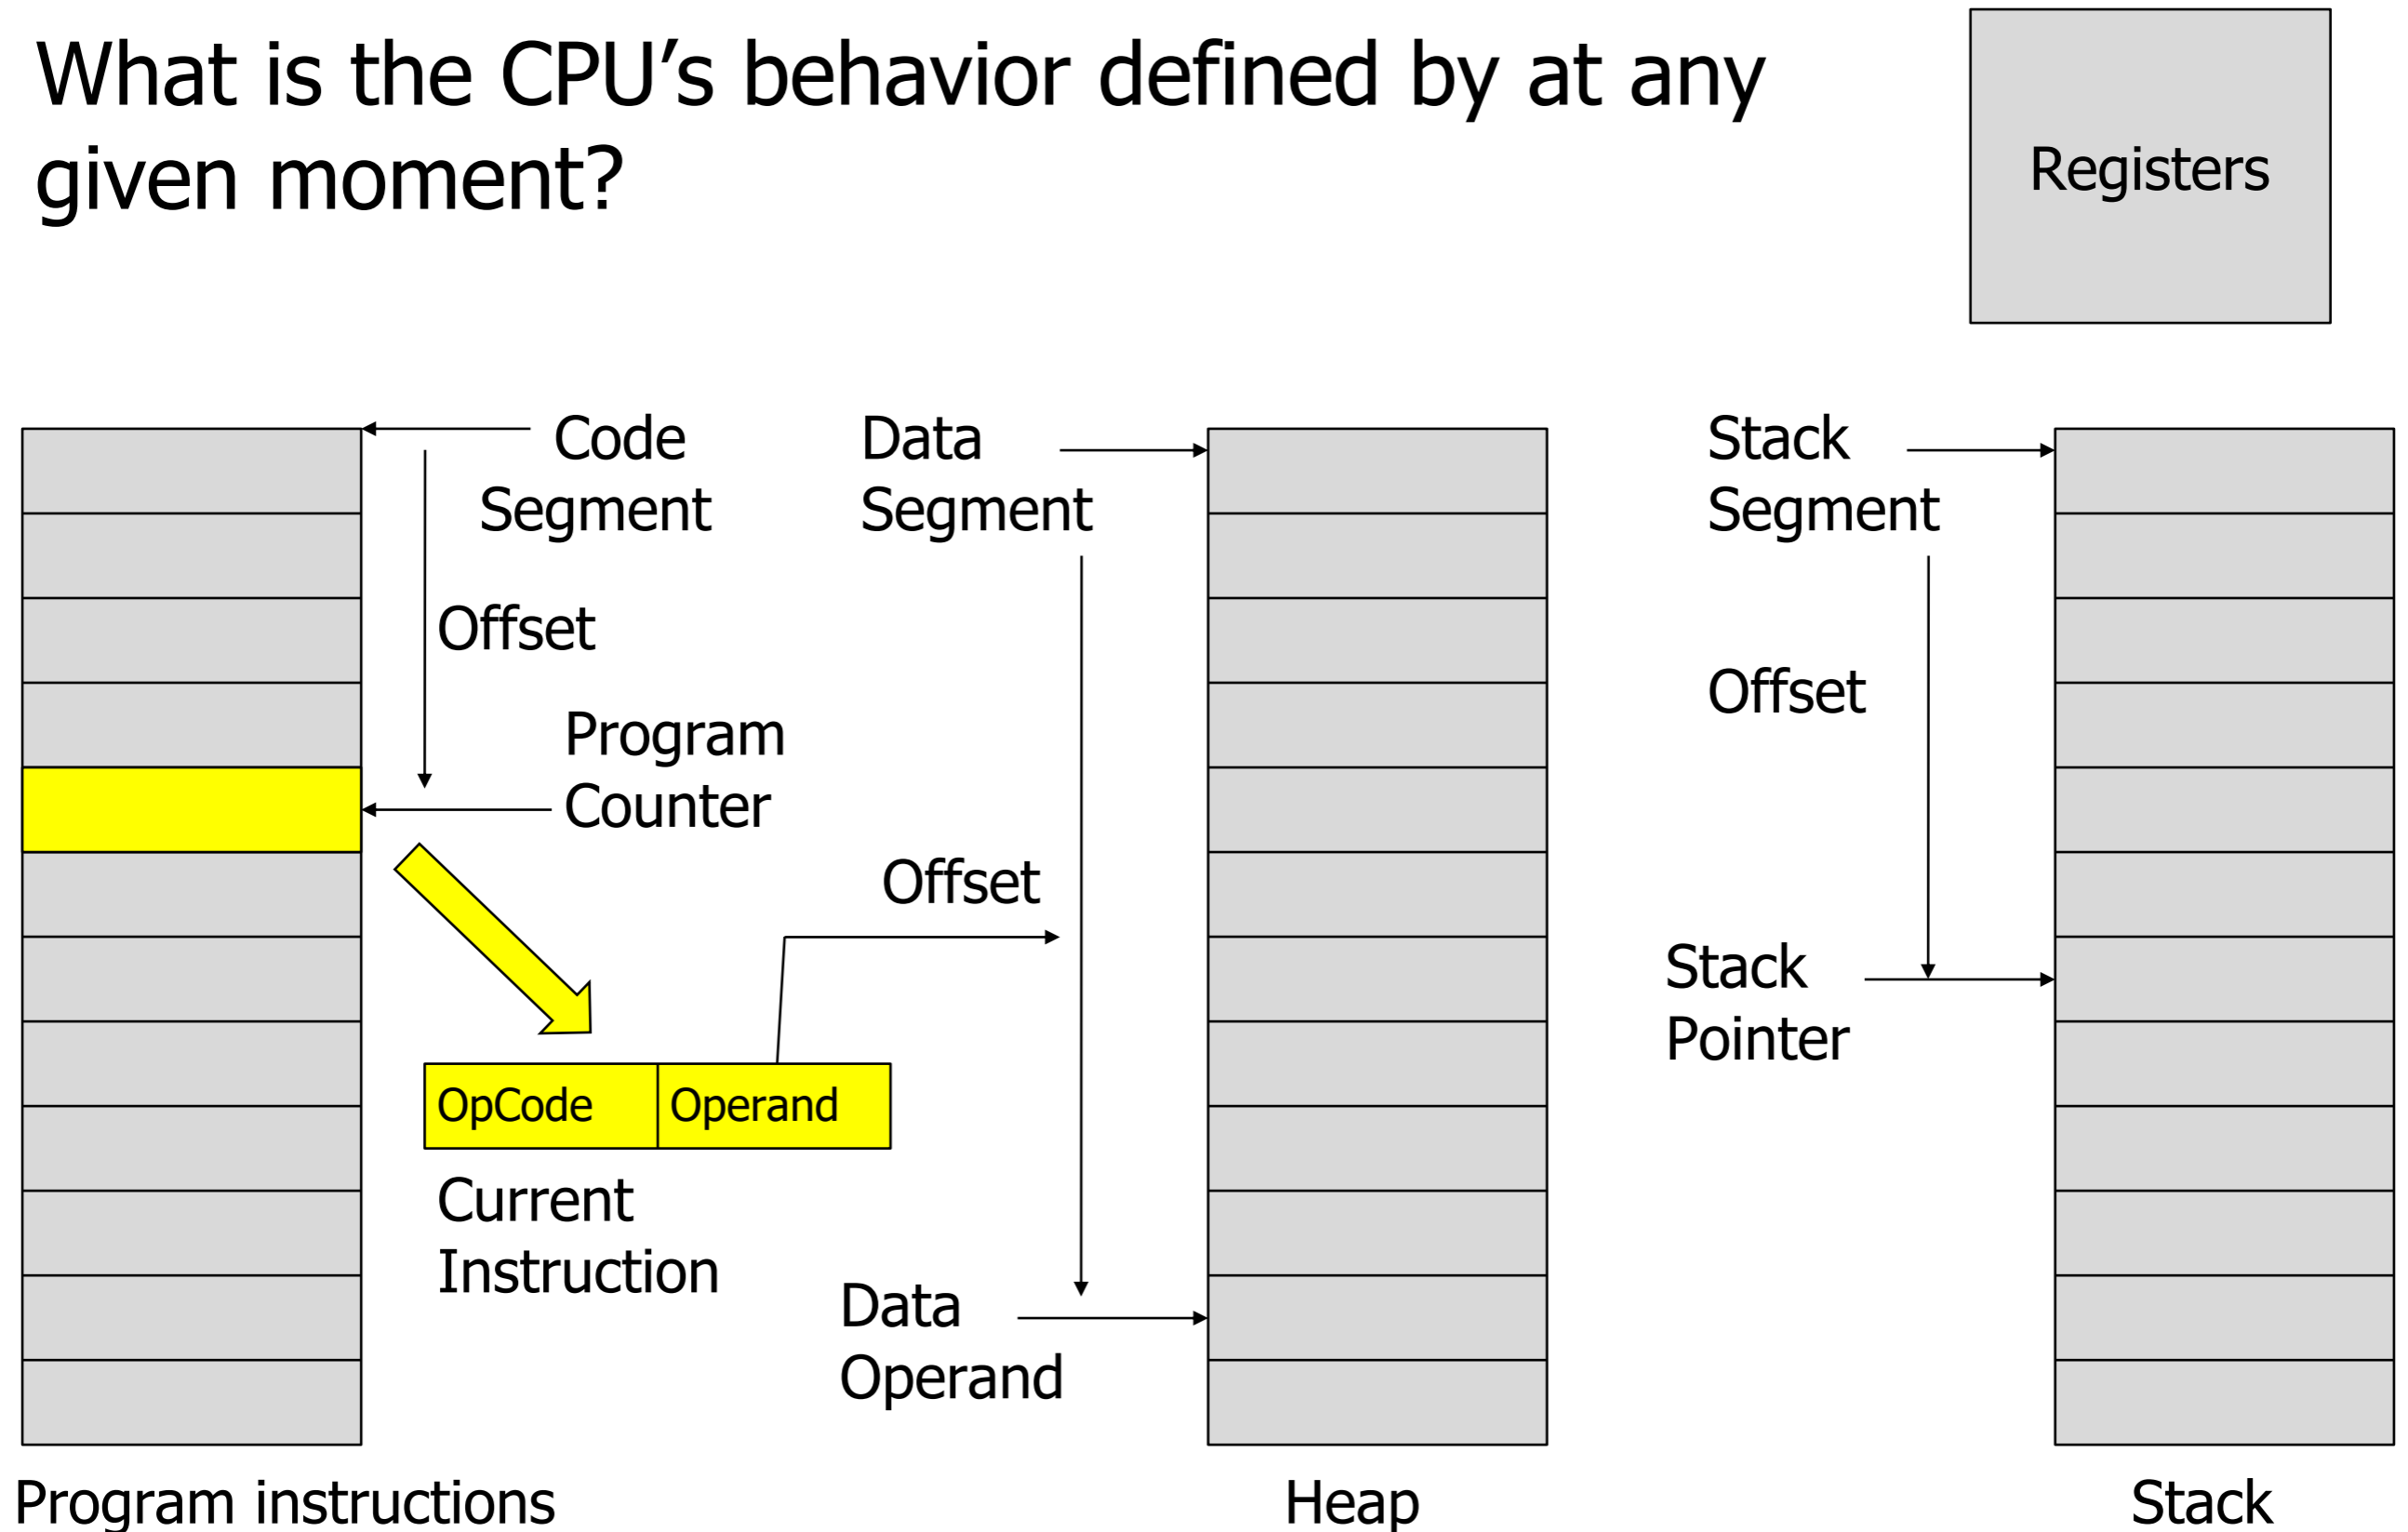 What is the CPU’s behavior defined by at any
given moment?
Registers
Code
Segment
Offset
Program
Counter
OpCode
Operand
Current
Instruction
Program instructions
Data
Segment
Offset
Data
Operand
Heap
Stack
Segment
Offset
Stack
Pointer
Stack